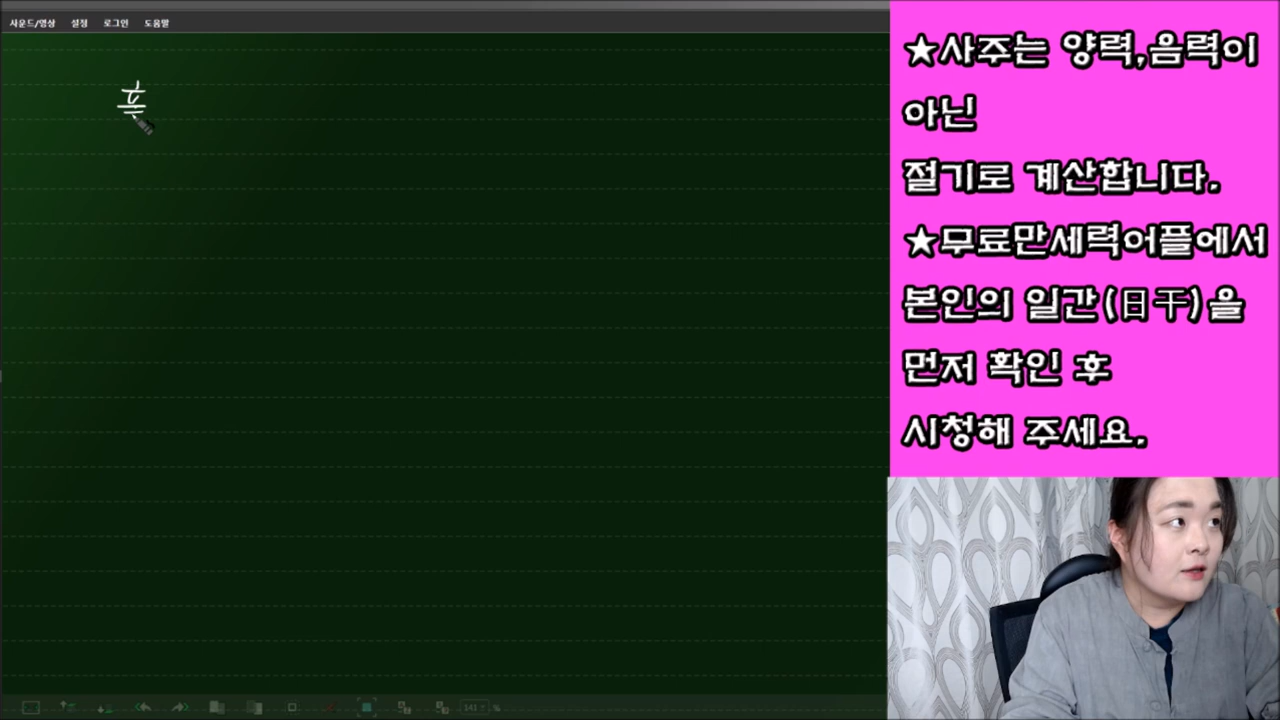 사운드/영상 설정 로그인 도움말
★사주는 양력,음력이
아닌
절기로 계산합니다.
★무료만세력어플에서
본인의 일간(日干)을
먼저 확인 후
시청해 주세요.
143 %